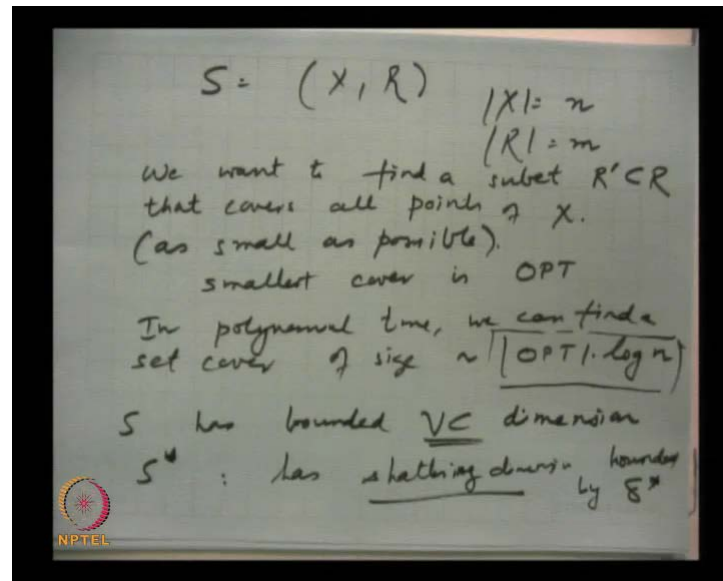 S = (X, R)
|X| = n
|R| = m
We want to find a subset R' ⊂ R
that covers all points of X.
(as small as possible).
smallest cover is OPT
In polynomial time, we can find a
set cover of size ~ |OPT|. log n
S has bounded VC dimension
S* : has shattering dimension bounded
by δ*
NPTEL